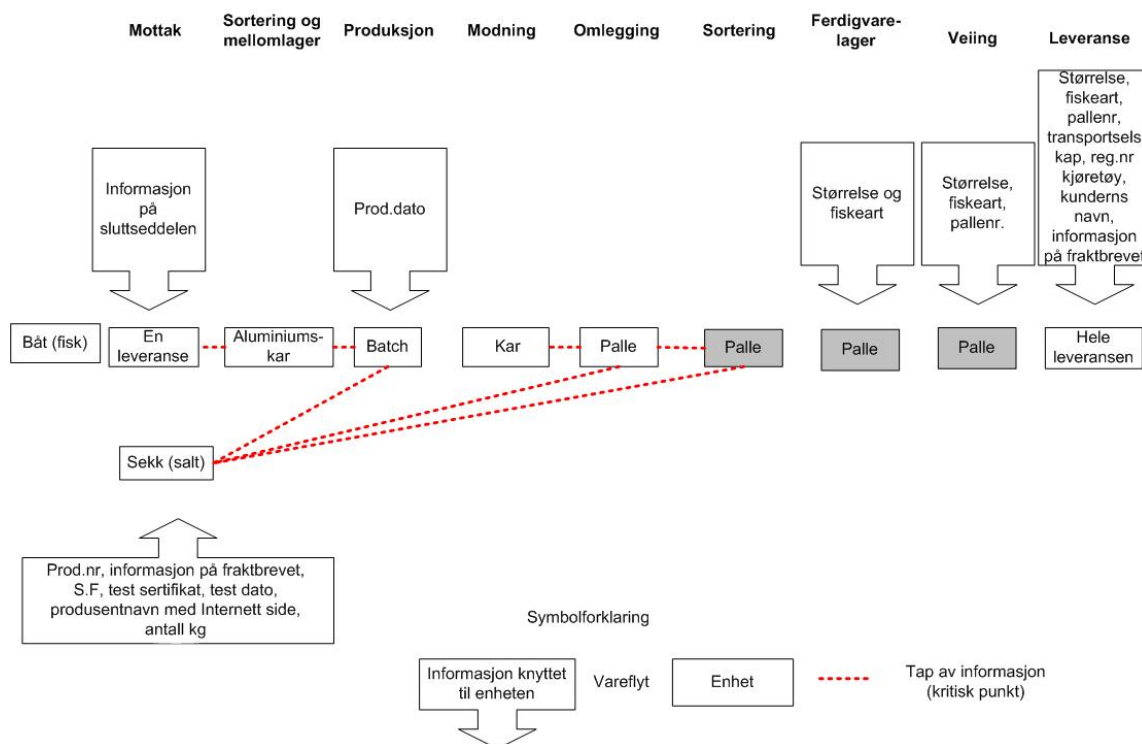 Mottak
Sortering og
mellomlager
Produksjon
Modning
Omlegging
Sortering
Ferdigvare-
lager
Veiing
Leveranse
Informasjon
på
sluttseddelen
Prod.dato
Størrelse og
fiskeart
Størrelse,
fiskeart,
pallenr.
Størrelse,
fiskeart,
pallenr,
transportsels
kap, reg.nr
kjøretøy,
kunderns
navn,
informasjon
på fraktbrevet
Båt (fisk)
En
leveranse
Aluminiums-
kar
Batch
Kar
Palle
Palle
Palle
Palle
Hele
leveransen
Sekk (salt)
Prod.nr, informasjon på fraktbrevet,
S.F, test sertifikat, test dato,
produsentnavn med Internett side,
antall kg
Symbolforklaring
Informasjon knyttet
til enheten
Vareflyt
Enhet
Tap av informasjon
(kritisk punkt)